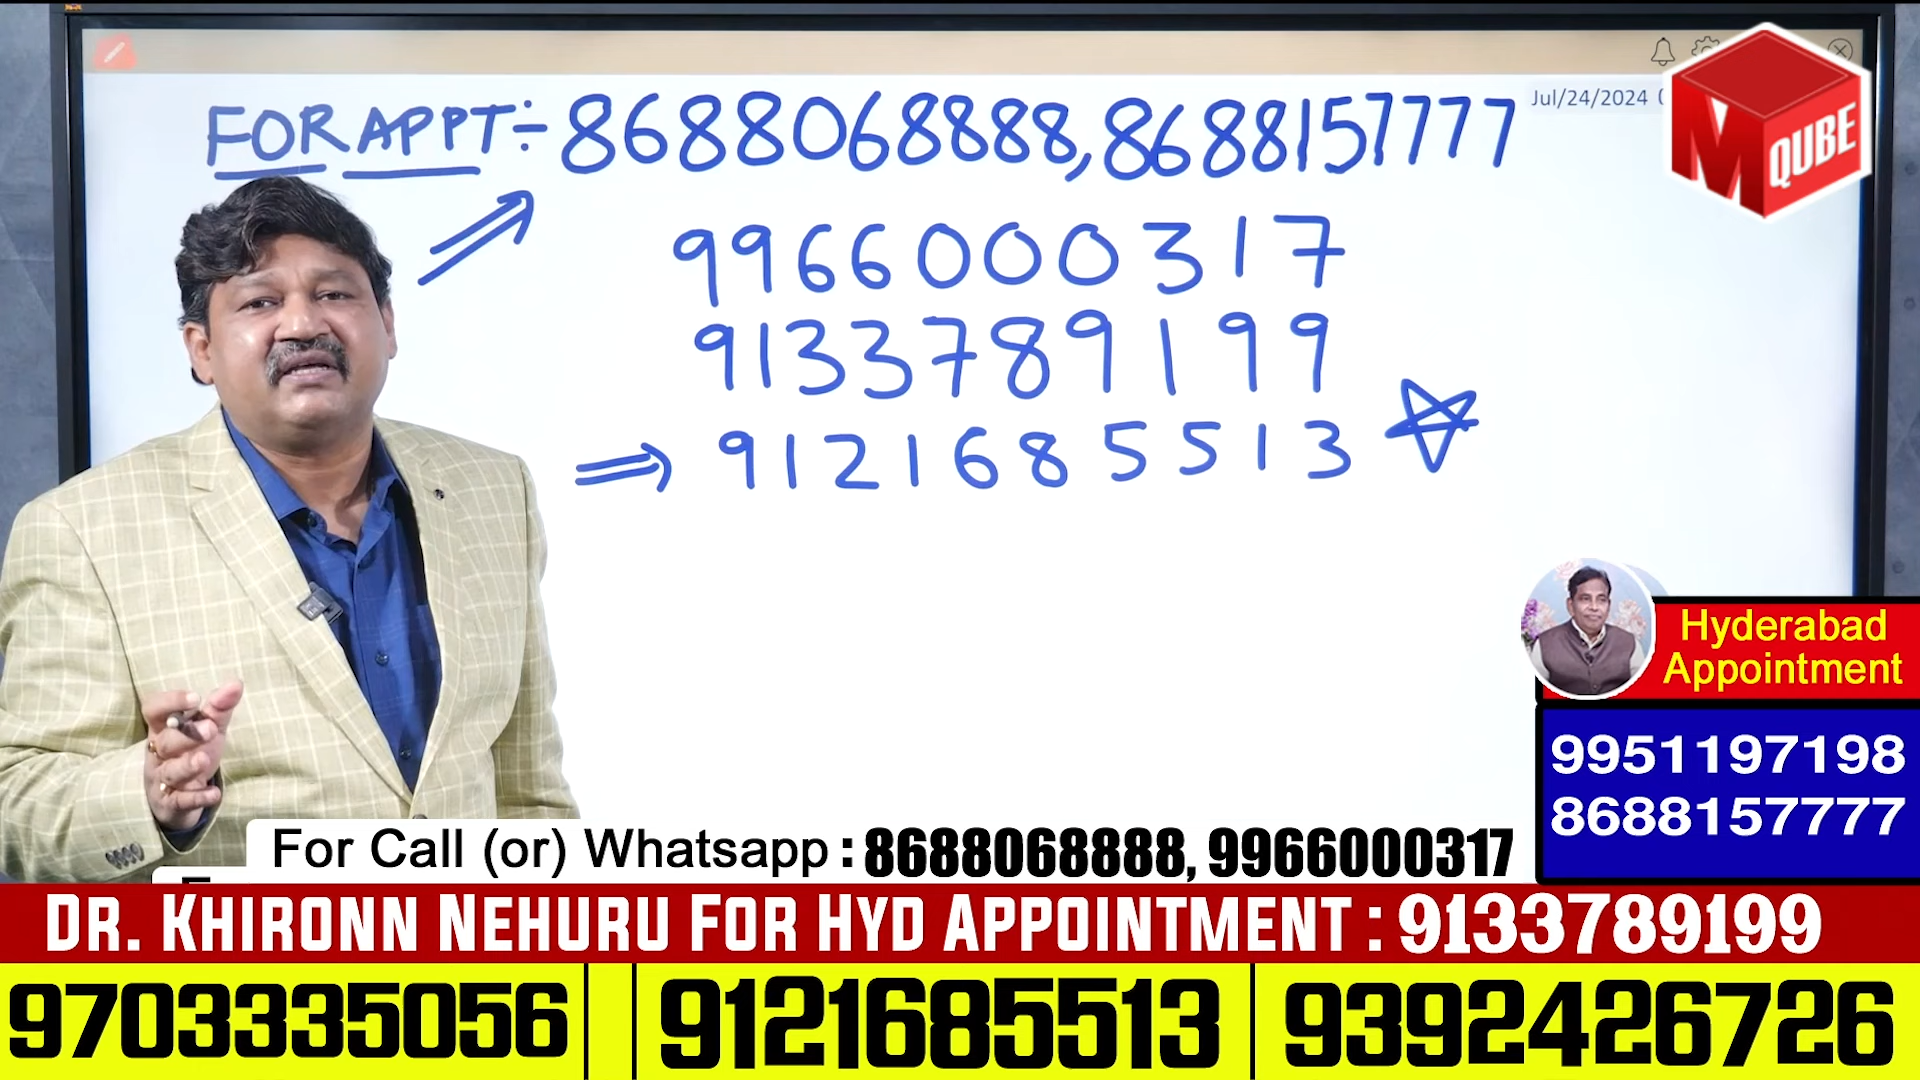 Jul/24/2024
FOR APPT:- 8688068888, 8688157777
MQUBE
9966000317
9133789199
9121685513
Hyderabad
Appointment
9951197198
8688157777
For Call (or) Whatsapp : 8688068888, 9966000317
DR. KHIRONN NEHURU FOR HYD APPOINTMENT : 9133789199
9703335056 9121685513 9392426726